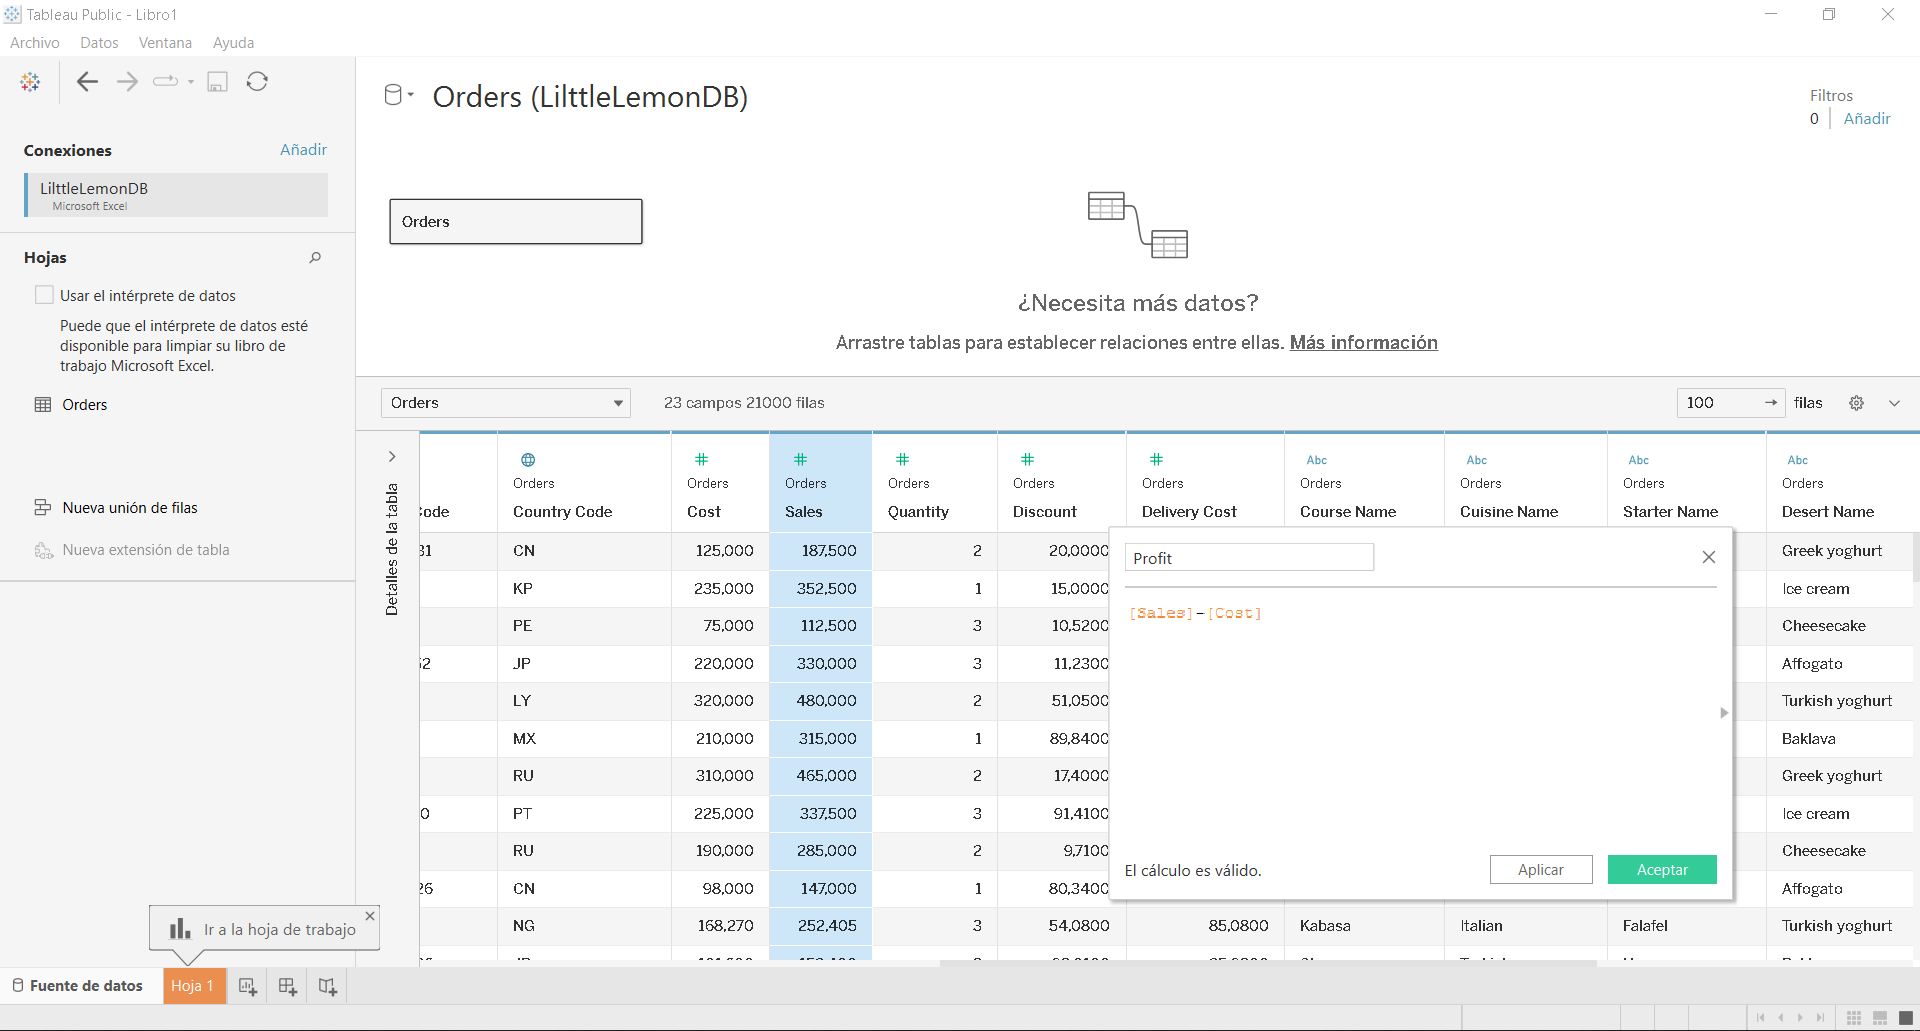 Tableau Public - Libro1
Archivo Datos Ventana Ayuda
Orders (LilttleLemonDB)
Filtros
0 Añadir
Conexiones Añadir
LilttleLemonDB
Microsoft Excel
Hojas
Usar el intérprete de datos
Puede que el intérprete de datos esté
disponible para limpiar su libro de
trabajo Microsoft Excel.
Orders
Nueva unión de filas
Nueva extensión de tabla
Orders
¿Necesita más datos?
Arrastre tablas para establecer relaciones entre ellas. Más información
Orders 23 campos 21000 filas 100 filas
Detalles de la tabla
Abc Abc Abc Abc
Orders Orders Orders Orders Orders Orders Orders Orders Orders Orders
Code Country Code Cost Sales Quantity Discount Delivery Cost Course Name Cuisine Name Starter Name Desert Name
31 CN 125,000 187,500 2 20,0000 Greek yoghurt
KP 235,000 352,500 1 15,0000 Ice cream
PE 75,000 112,500 3 10,5200 Cheesecake
52 JP 220,000 330,000 3 11,2300 Affogato
LY 320,000 480,000 2 51,0500 Turkish yoghurt
MX 210,000 315,000 1 89,8400 Baklava
RU 310,000 465,000 2 17,4000 Greek yoghurt
0 PT 225,000 337,500 3 91,4100 Ice cream
RU 190,000 285,000 2 9,7100 Cheesecake
26 CN 98,000 147,000 1 80,3400 Affogato
NG 168,270 252,405 3 54,0800 85,0800 Kabasa Italian Falafel Turkish yoghurt
Profit
[Sales]-[Cost]
El cálculo es válido. Aplicar Aceptar
Ir a la hoja de trabajo
Fuente de datos Hoja 1